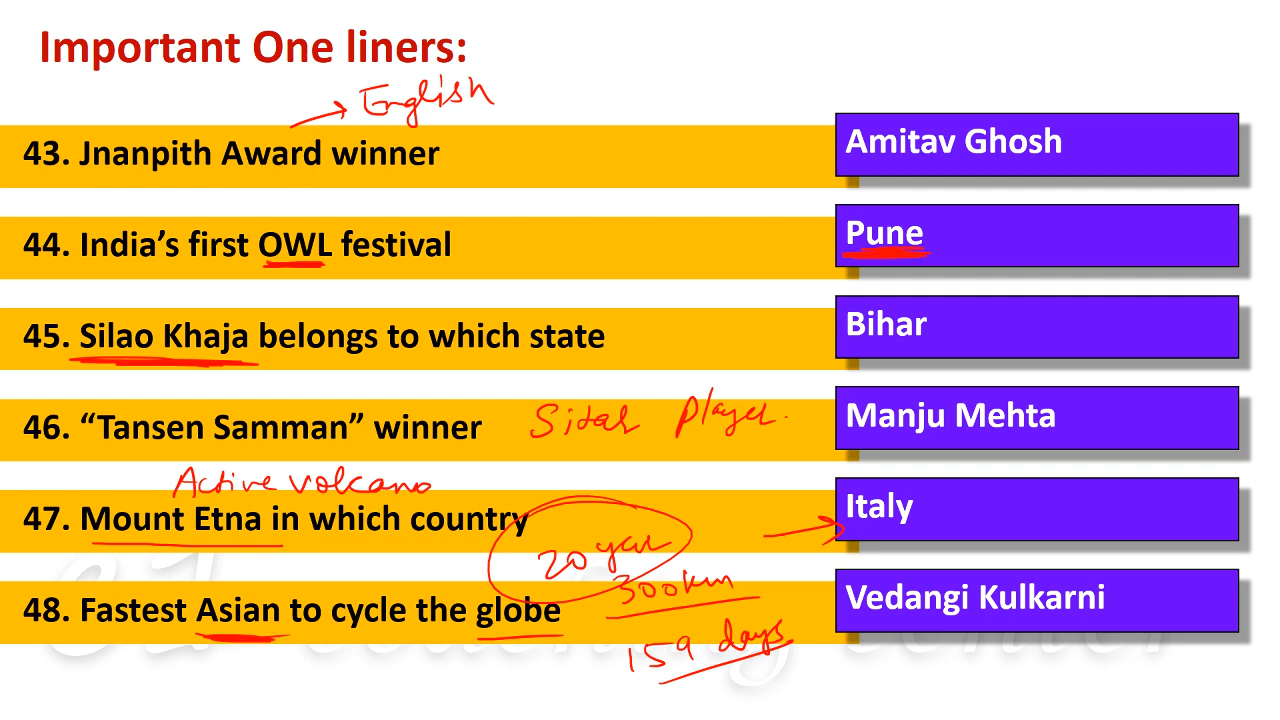 Important One liners:
English
43. Jnanpith Award winner
Amitav Ghosh
44. India's first OWL festival
Pune
45. Silao Khaja belongs to which state
Bihar
46. “Tansen Samman” winner
Sitar Player.
Manju Mehta
Active volcano
47. Mount Etna in which country
Italy
20 year
300km
48. Fastest Asian to cycle the globe
Vedangi Kulkarni
159 days